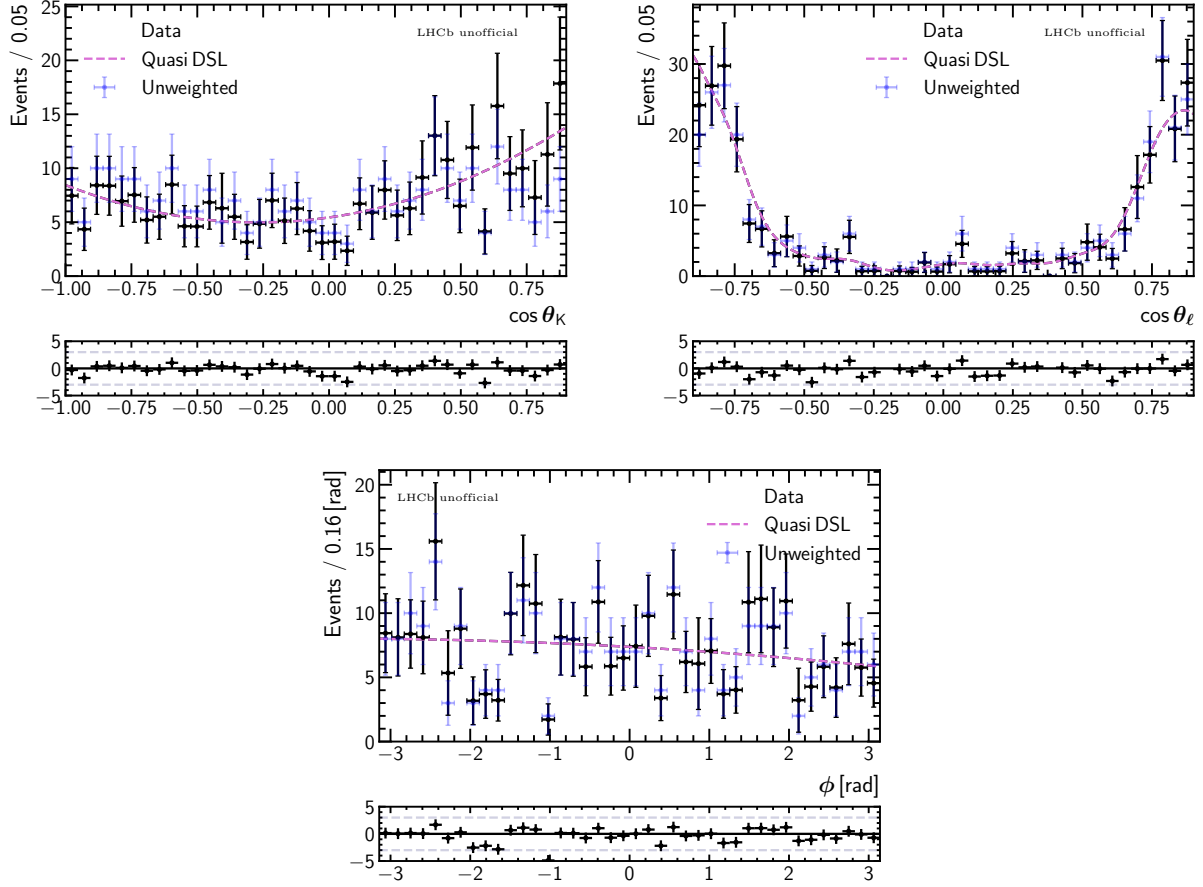 Events / 0.05
25
20
15
10
5
0
Data
Quasi DSL
Unweighted
LHCb unofficial
−1.00 −0.75 −0.50 −0.25 0.00 0.25 0.50 0.75
cos θK
5
0
−5
−1.00 −0.75 −0.50 −0.25 0.00 0.25 0.50 0.75
Events / 0.05
30
20
10
0
Data
Quasi DSL
Unweighted
LHCb unofficial
−0.75 −0.50 −0.25 0.00 0.25 0.50 0.75
cos θℓ
5
0
−5
−0.75 −0.50 −0.25 0.00 0.25 0.50 0.75
Events / 0.16 [rad]
20
15
10
5
0
LHCb unofficial
Data
Quasi DSL
Unweighted
−3 −2 −1 0 1 2 3
ϕ [rad]
5
0
−5
−3 −2 −1 0 1 2 3